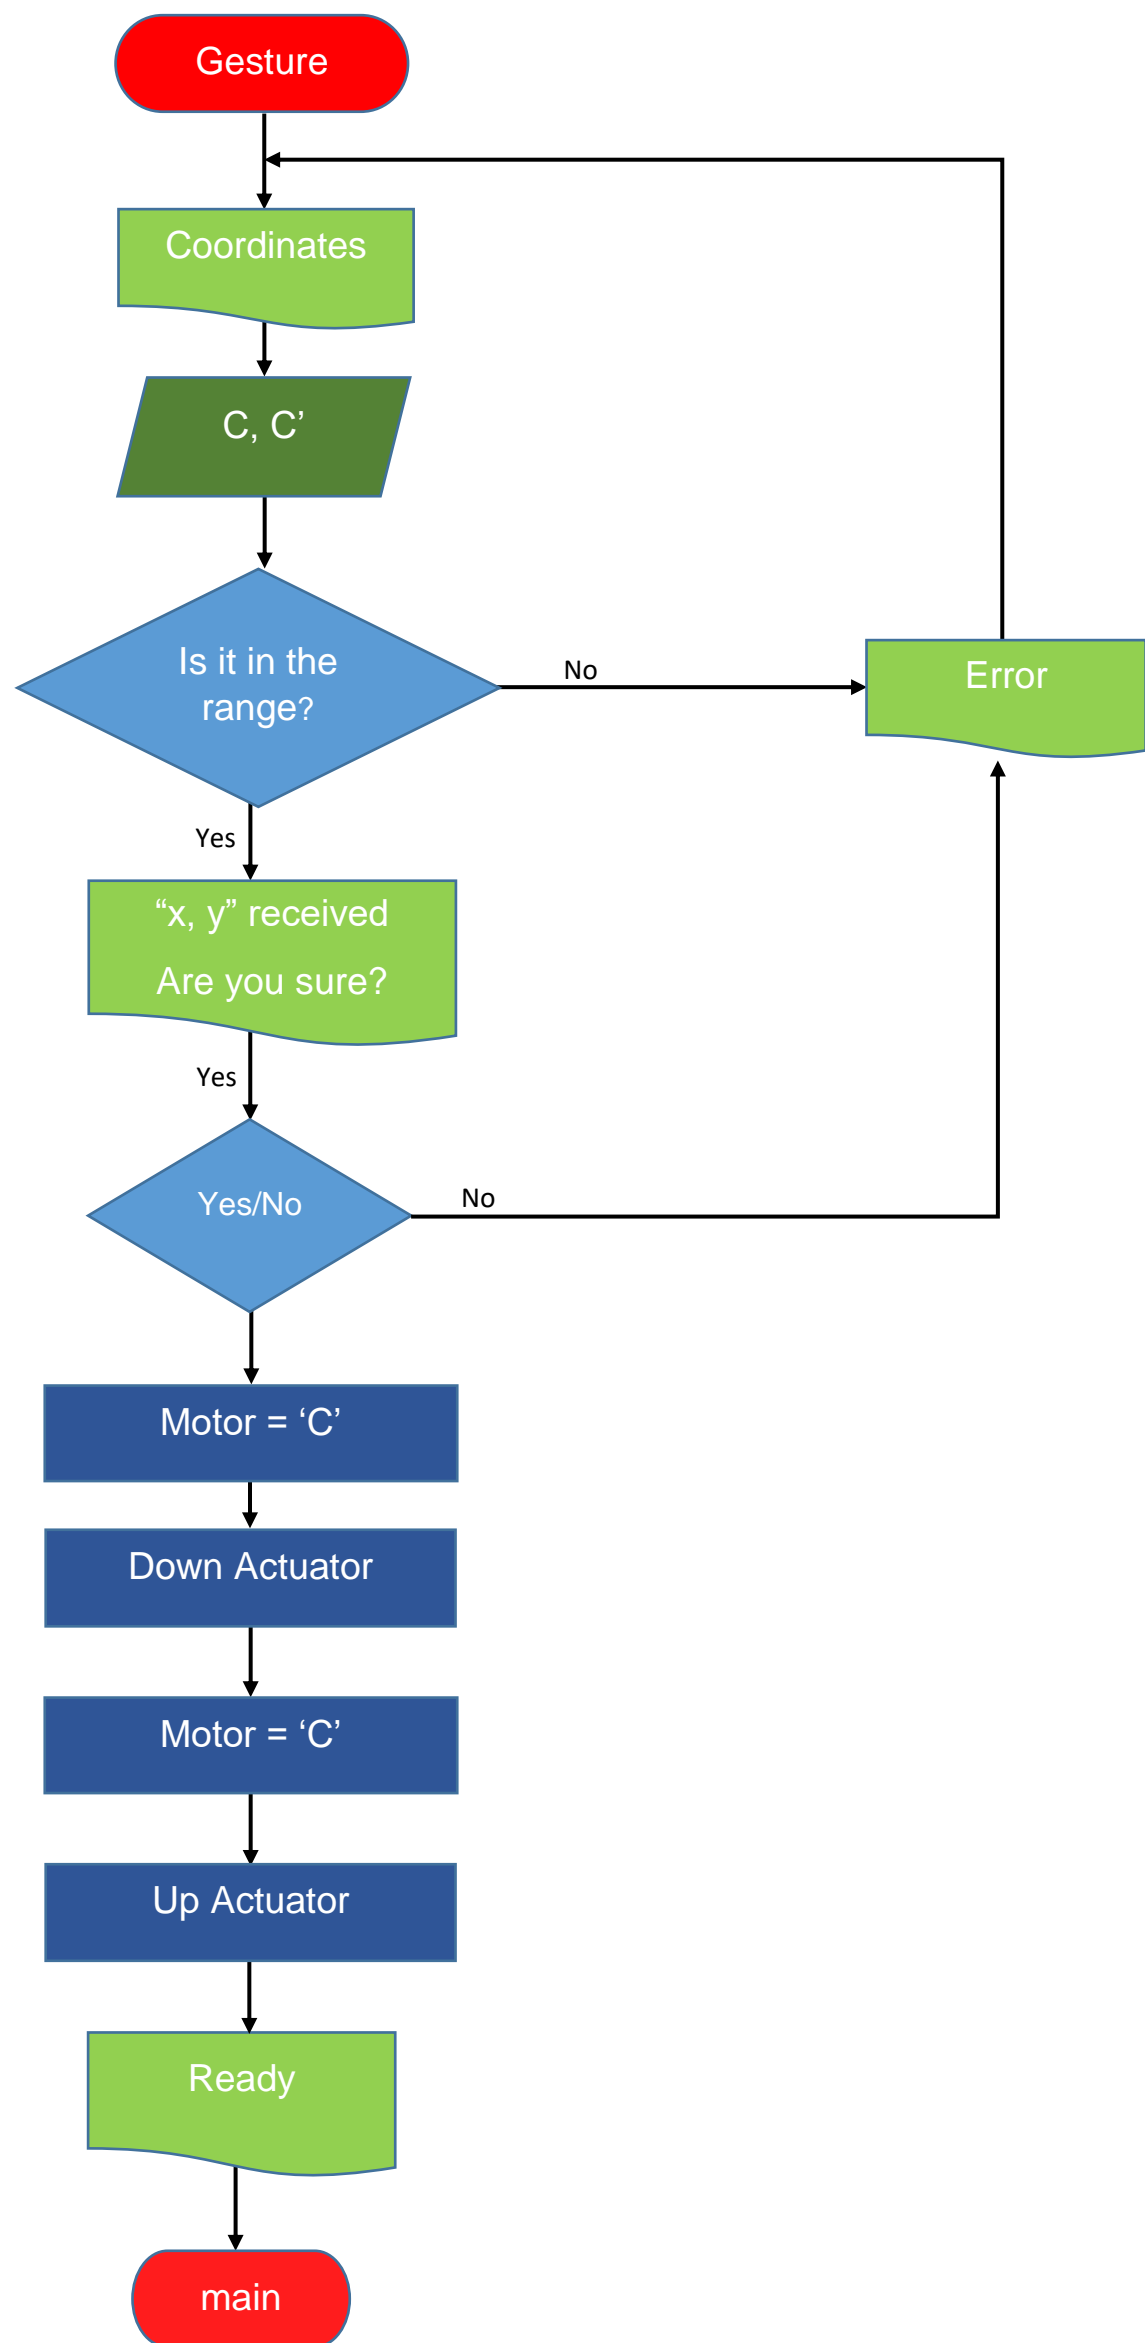 Gesture
Coordinates
C, C’
Is it in the
range?
No
Error
Yes
“x, y” received
Are you sure?
Yes
Yes/No
No
Motor = ‘C’
Down Actuator
Motor = ‘C’
Up Actuator
Ready
main